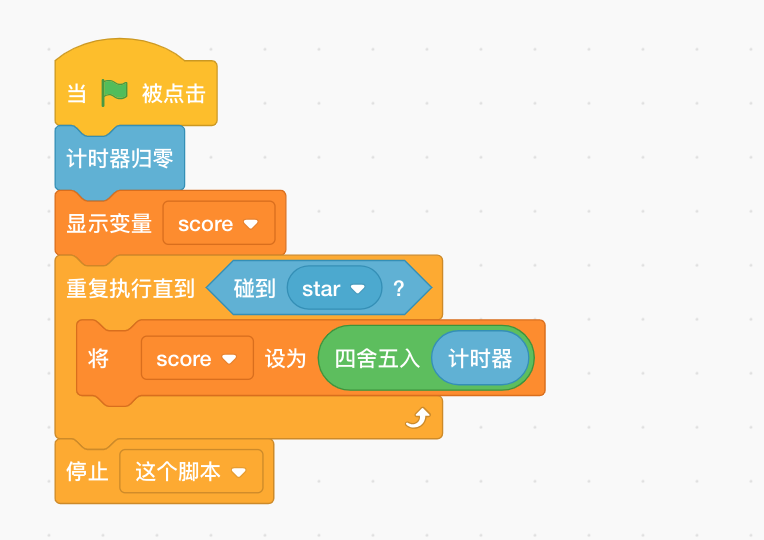 当 被点击
计时器归零
显示变量 score
重复执行直到 碰到 star ?
将 score 设为 四舍五入 计时器
停止 这个脚本